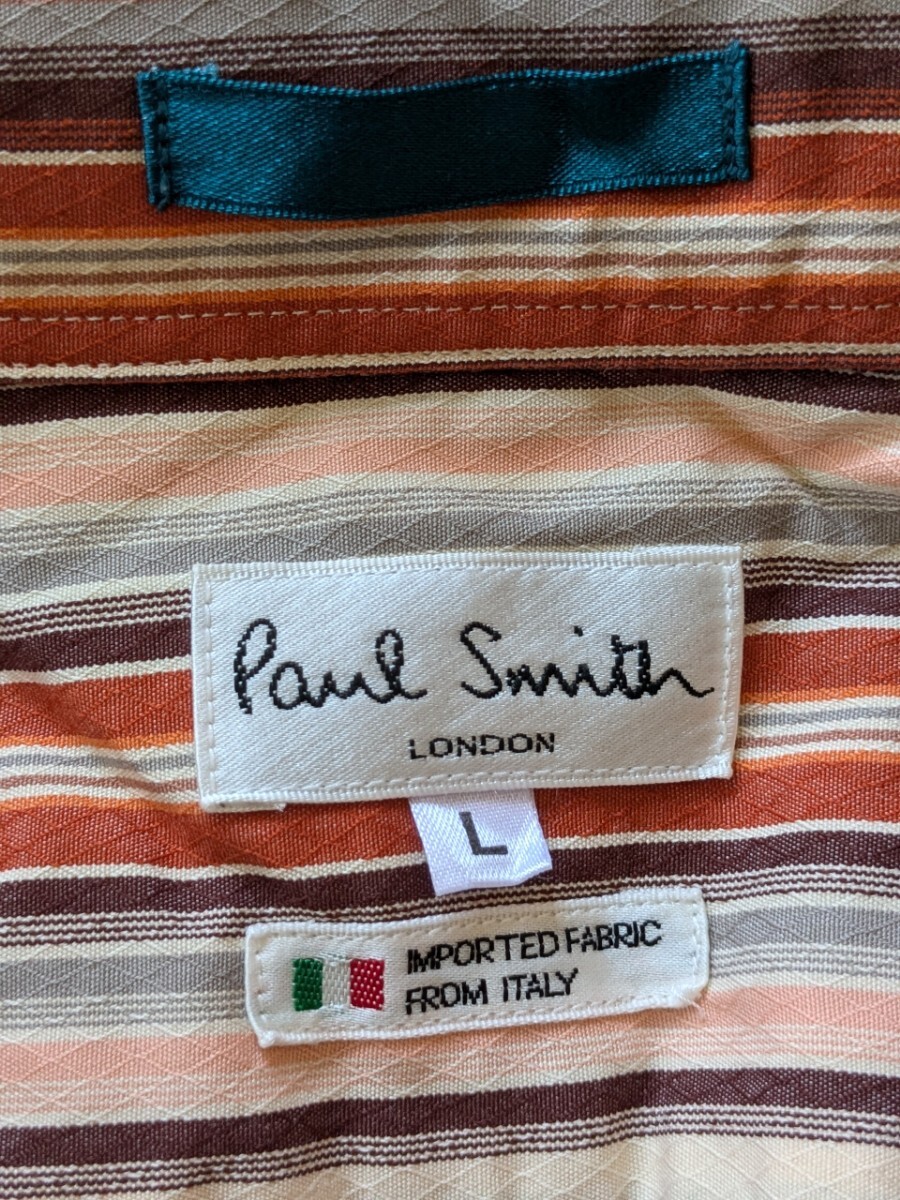 Paul Smith
LONDON
L
IMPORTED FABRIC
FROM ITALY